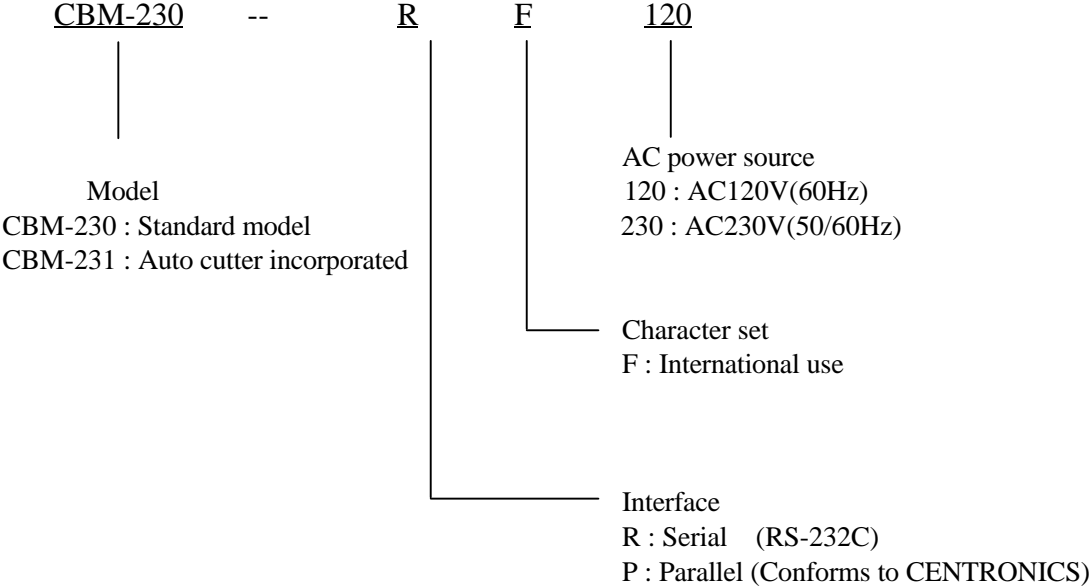 CBM-230 -- R F 120
AC power source
120 : AC120V(60Hz)
230 : AC230V(50/60Hz)
Model
CBM-230 : Standard model
CBM-231 : Auto cutter incorporated
Character set
F : International use
Interface
R : Serial (RS-232C)
P : Parallel (Conforms to CENTRONICS)